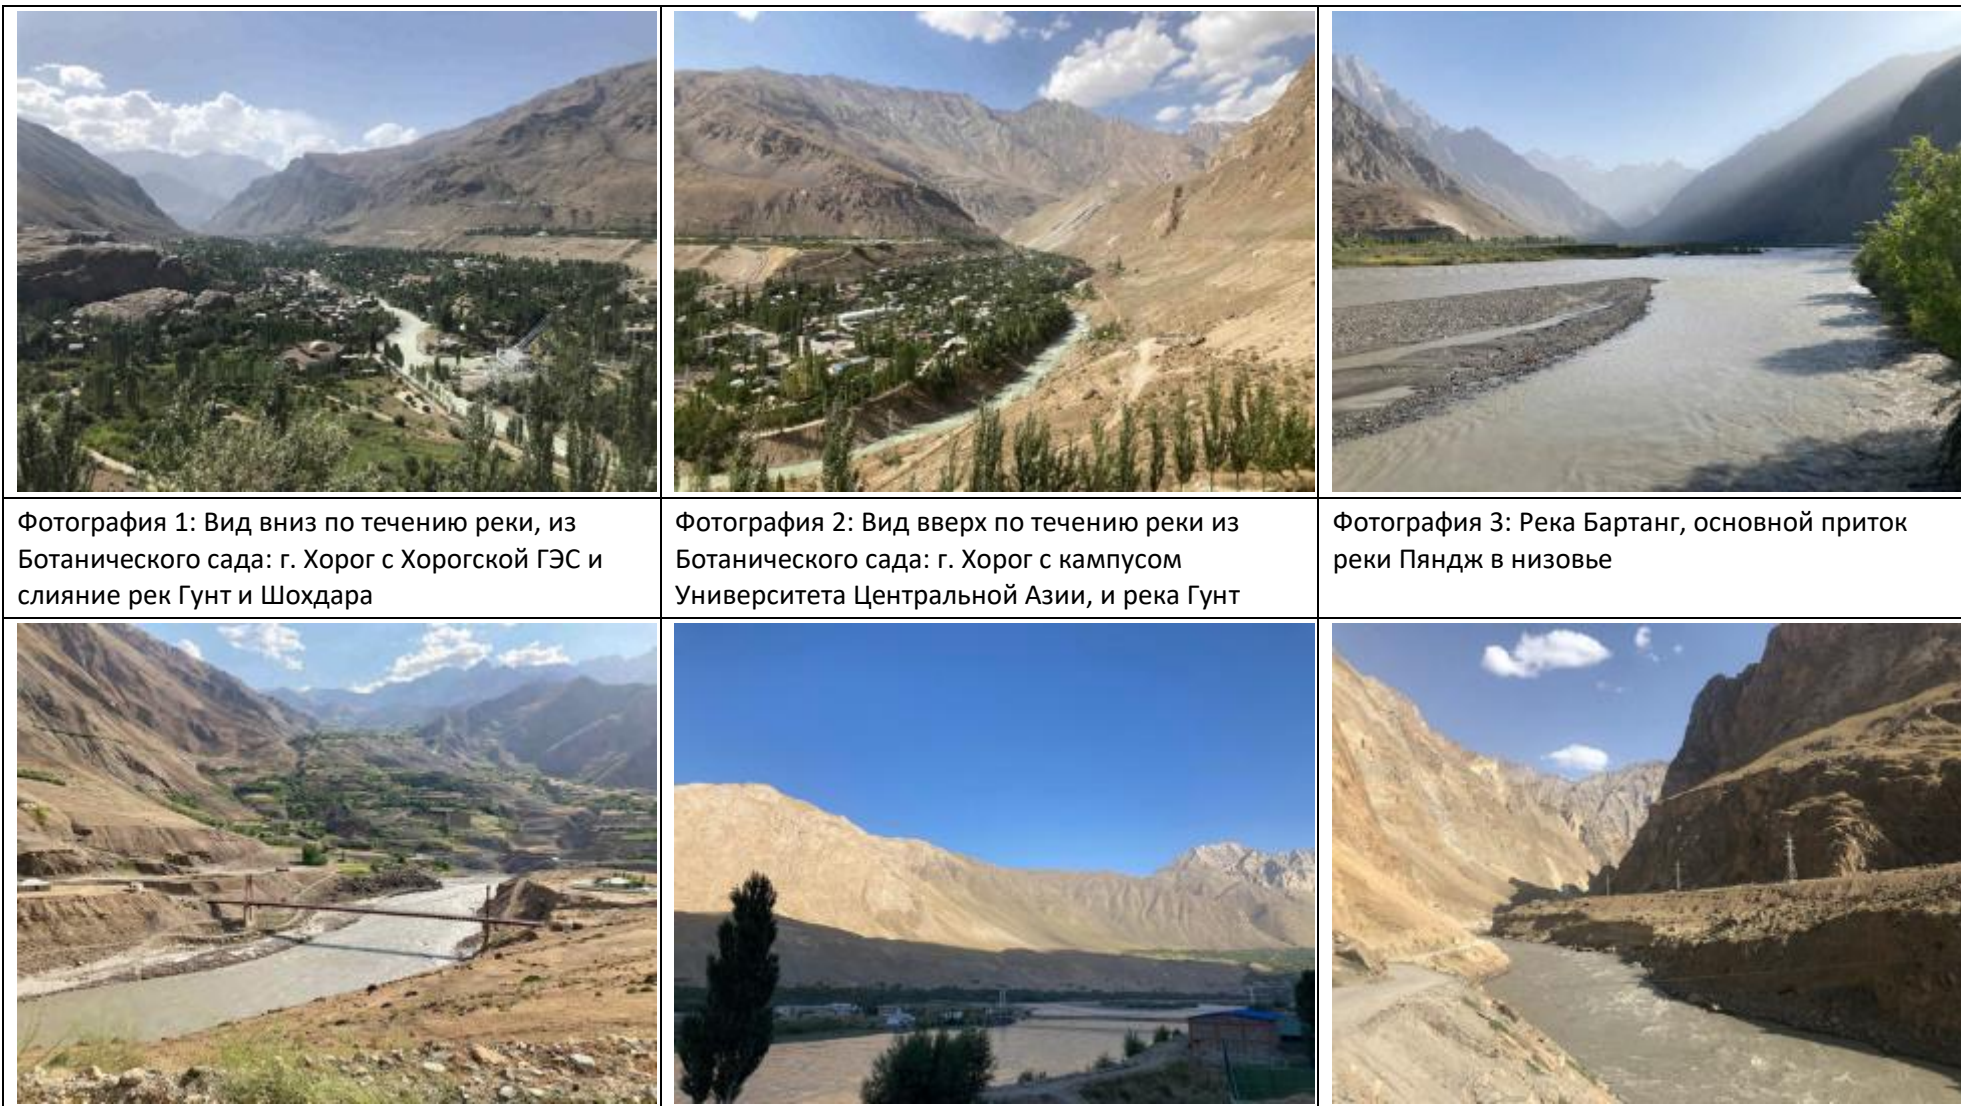 Фотография 1: Вид вниз по течению реки, из
Ботанического сада: г. Хорог с Хорогской ГЭС и
слияние рек Гунт и Шохдара
Фотография 2: Вид вверх по течению реки из
Ботанического сада: г. Хорог с кампусом
Университета Центральной Азии, и река Гунт
Фотография 3: Река Бартанг, основной приток
реки Пяндж в низовье